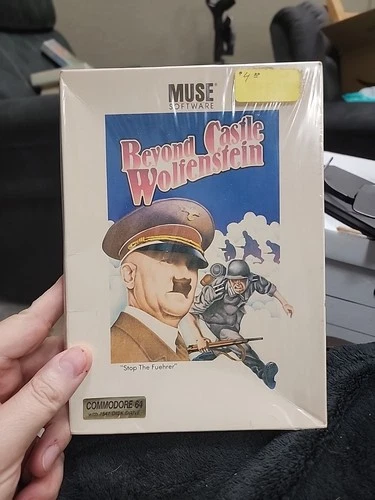 MUSE®
SOFTWARE
Beyond Castle
Wolfenstein
"Stop The Fuehrer"
COMMODORE 64